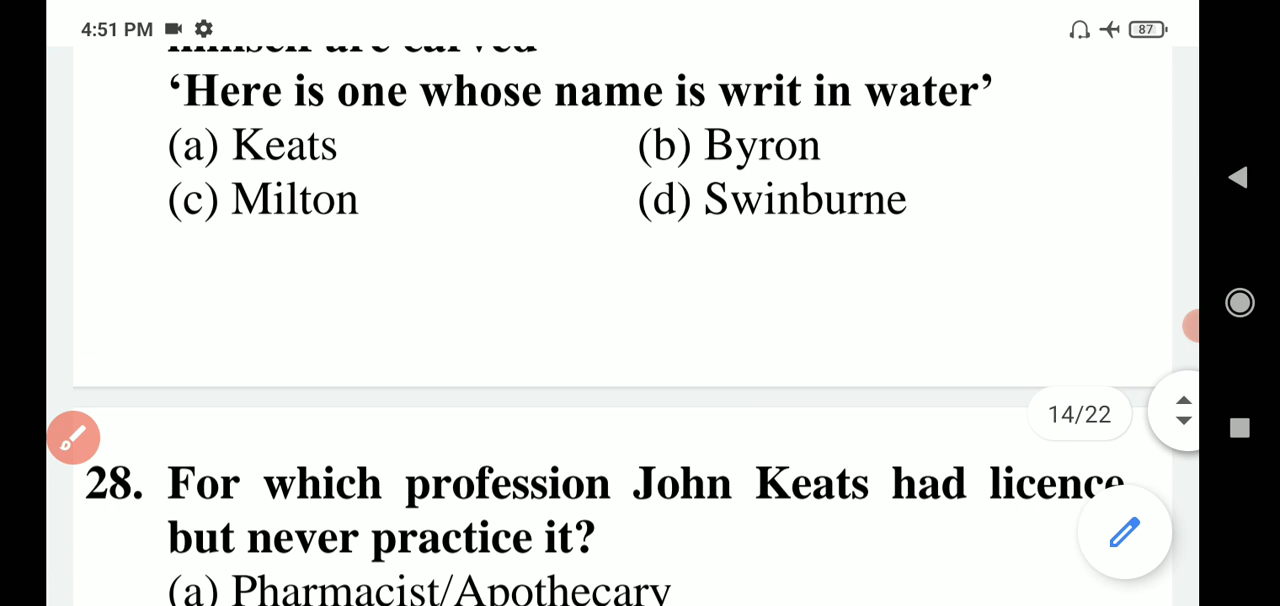 4:51 PM
87
‘Here is one whose name is writ in water’
(a) Keats (b) Byron
(c) Milton (d) Swinburne
14/22
28. For which profession John Keats had licence
but never practice it?
(a) Pharmacist/Apothecary